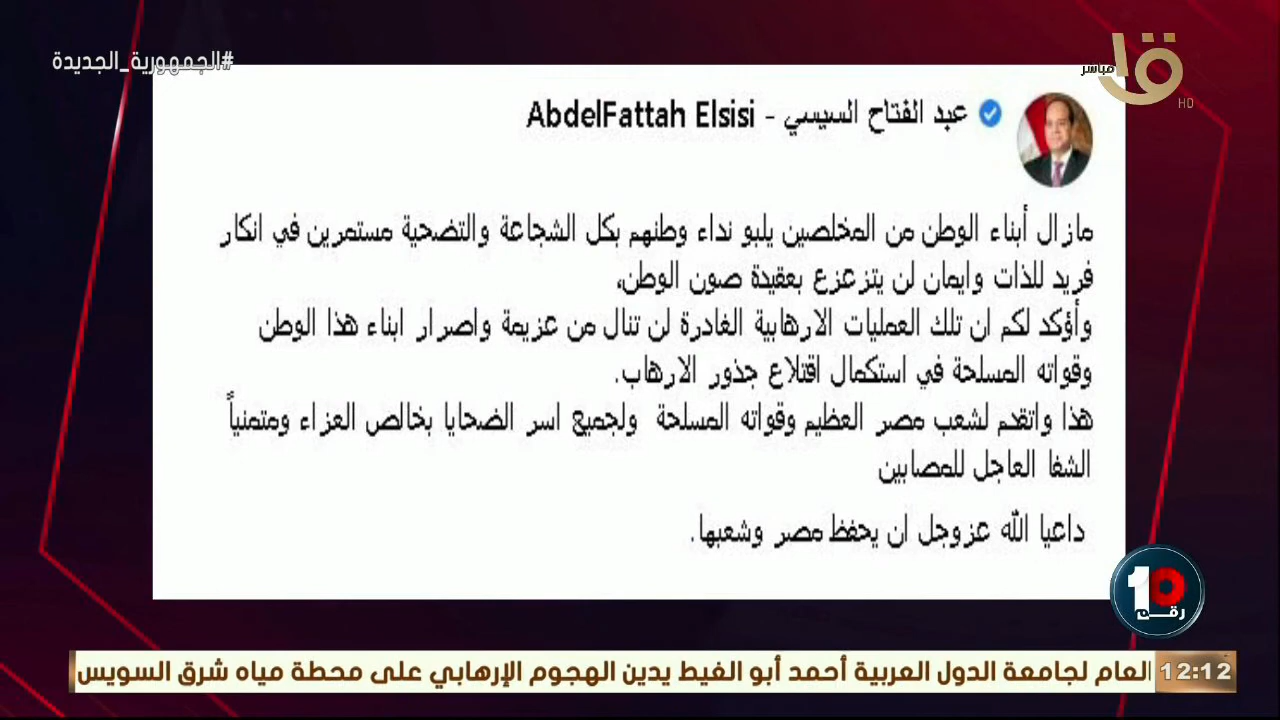 #الجمهورية_الجديدة
مباشر
HD
عبد الفتاح السيسي - AbdelFattah Elsisi
مازال أبناء الوطن من المخلصين يلبو نداء وطنهم بكل الشجاعة والتضحية مستمرين في انكار
فريد للذات وايمان لن يتزعزع بعقيدة صون الوطن،
وأؤكد لكم ان تلك العمليات الارهابية الغادرة لن تنال من عزيمة واصرار ابناء هذا الوطن
وقواته المسلحة في استكمال اقتلاع جذور الارهاب.
هذا واتقدم لشعب مصر العظيم وقواته المسلحة ولجميع اسر الضحايا بخالص العزاء ومتمنياً
الشفا العاجل للمصابين
داعيا الله عزوجل ان يحفظ مصر وشعبها.
رقم 10
12:12 العام لجامعة الدول العربية أحمد أبو الغيط يدين الهجوم الإرهابي على محطة مياه شرق السويس